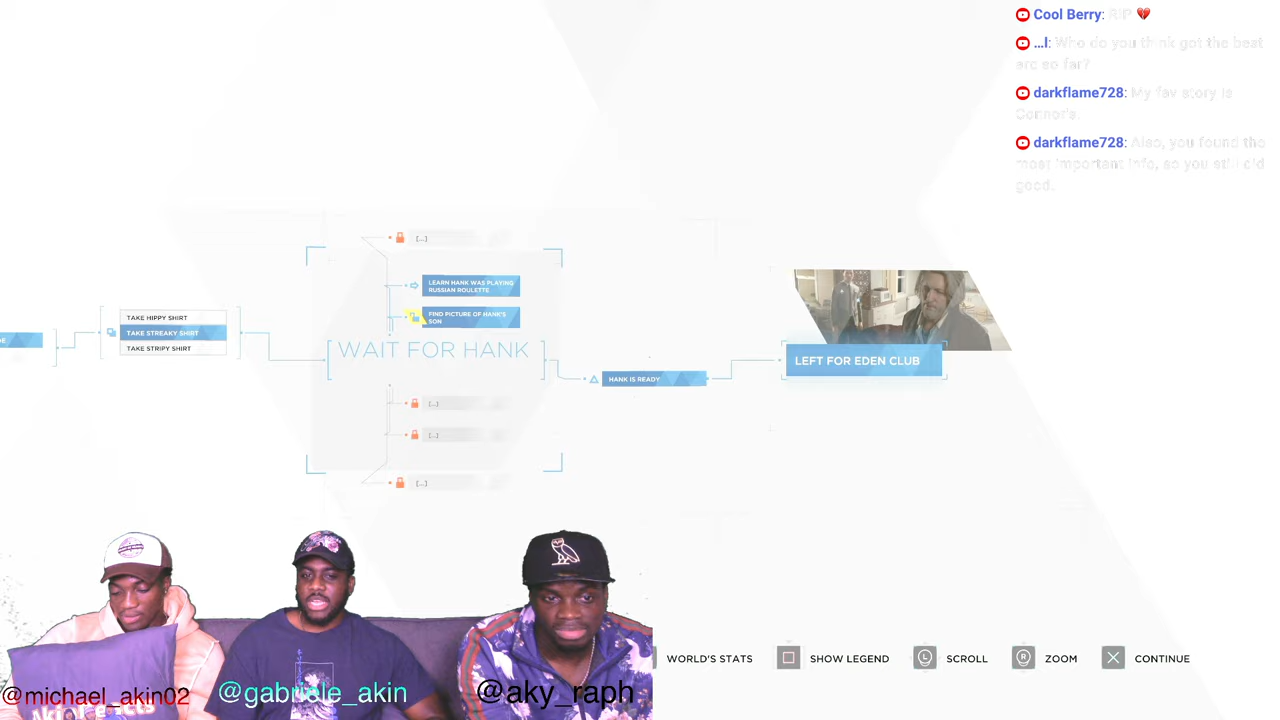 Cool Berry: RIP 💔
…l: Who do you think got the beat
arc so far?
darkflame728: My fav story is
Connor's.
darkflame728: Also, you found the
most important info, so you still did
good.
[...]
LEARN HANK WAS PLAYING
RUSSIAN ROULETTE
FIND PICTURE OF HANK'S
SON
TAKE HIPPY SHIRT
TAKE STREAKY SHIRT
TAKE STRIPY SHIRT
WAIT FOR HANK
HANK IS READY
LEFT FOR EDEN CLUB
[...]
[...]
[...]
WORLD'S STATS
SHOW LEGEND
L
SCROLL
R
ZOOM
CONTINUE
@michael_akin02
@gabriele_akin
@aky_raph